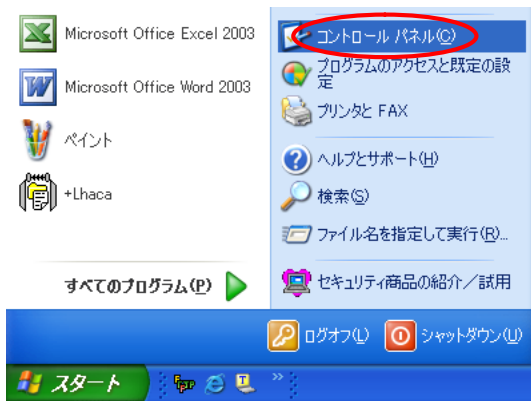 Microsoft Office Excel 2003
Microsoft Office Word 2003
ペイント
+Lhaca
すべてのプログラム(P)
コントロール パネル(C)
プログラムのアクセスと既定の設
定
プリンタと FAX
ヘルプとサポート(H)
検索(S)
ファイル名を指定して実行(R)...
セキュリティ商品の紹介／試用
ログオフ(L)
シャットダウン(U)
スタート